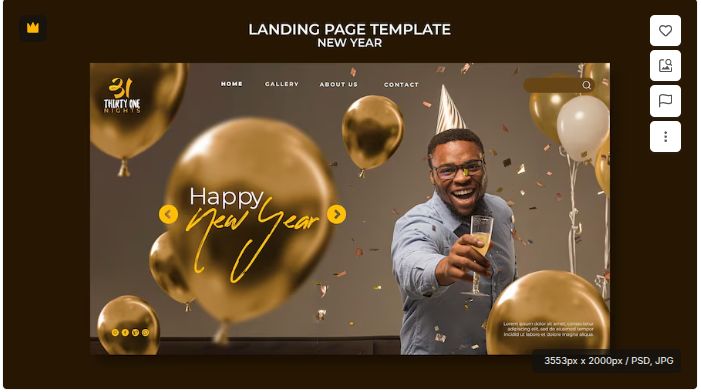 LANDING PAGE TEMPLATE
NEW YEAR
31
THIRTY ONE
NIGHTS
HOME GALLERY ABOUT US CONTACT
Happy
New Year
Lorem ipsum dolor sit amet, consectetur
adipiscing elit, sed do eiusmod tempor
incididunt ut labore et dolore magna aliqua.
3553px x 2000px / PSD, JPG